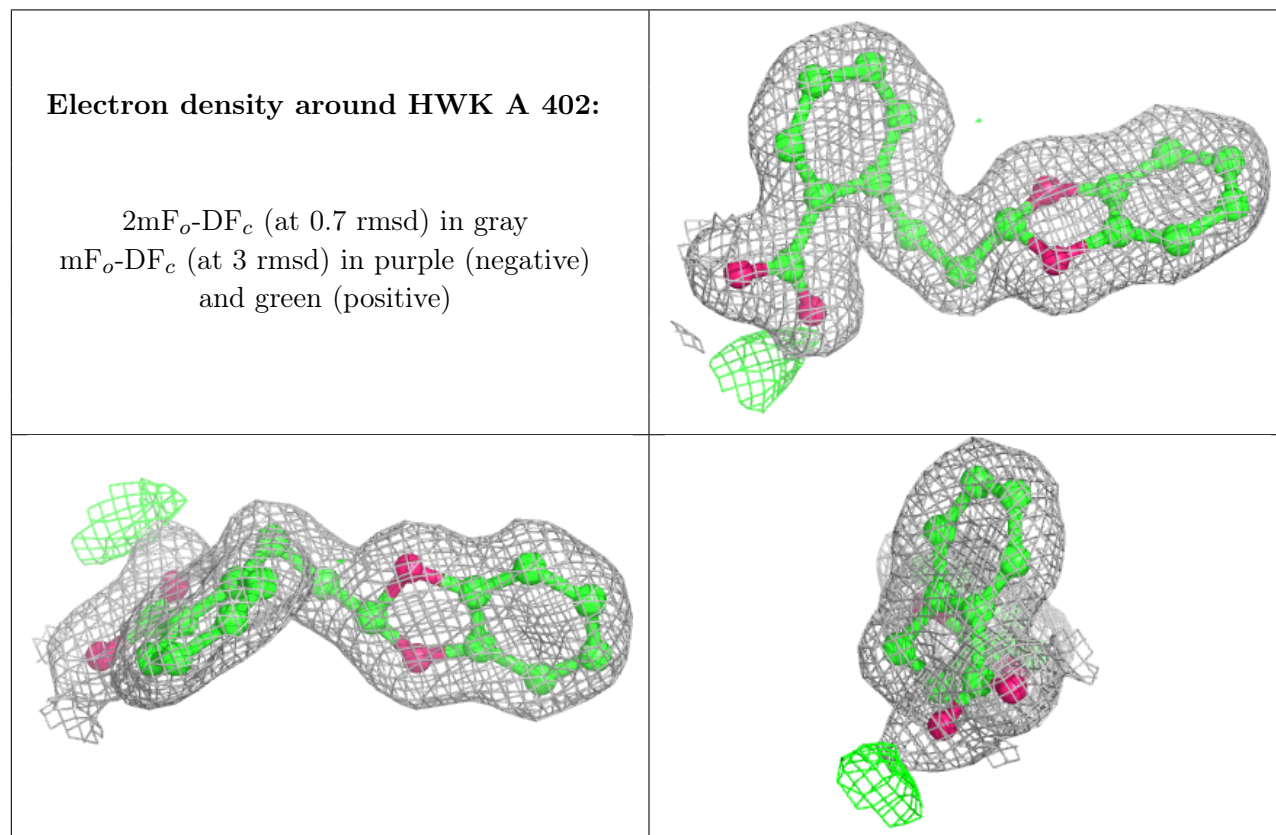 Electron density around HWK A 402:
2mFo-DFc (at 0.7 rmsd) in gray
mFo-DFc (at 3 rmsd) in purple (negative)
and green (positive)